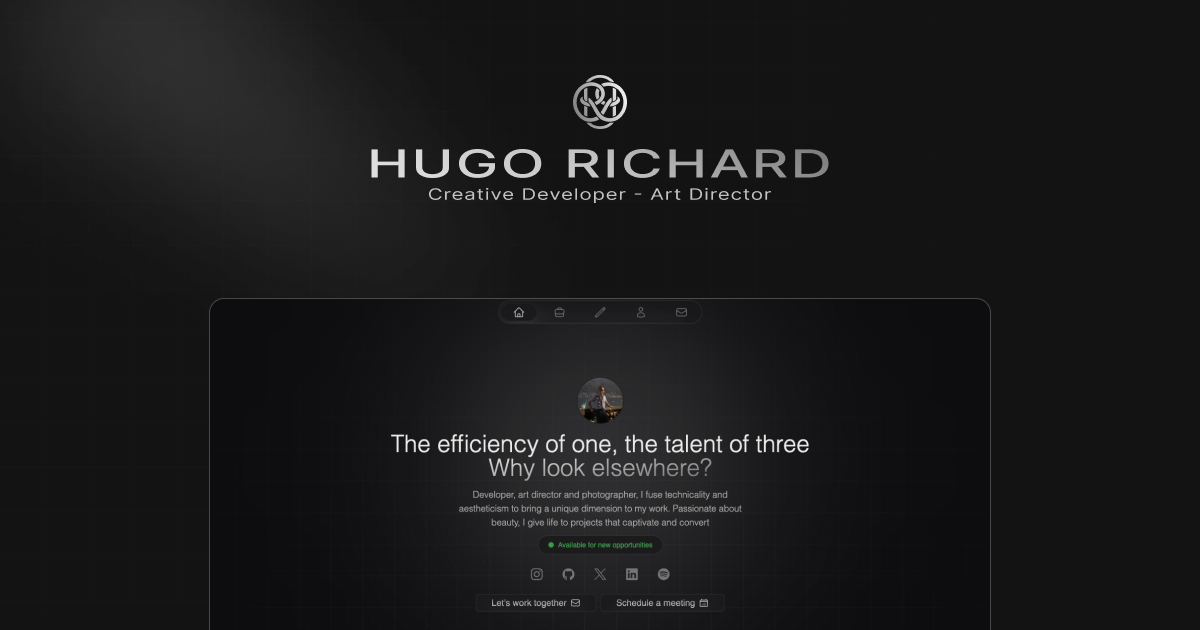 HUGO RICHARD
Creative Developer - Art Director
The efficiency of one, the talent of three
Why look elsewhere?
Developer, art director and photographer, I fuse technicality and
aestheticism to bring a unique dimension to my work. Passionate about
beauty, I give life to projects that captivate and convert
Available for new opportunities
Let's work together
Schedule a meeting